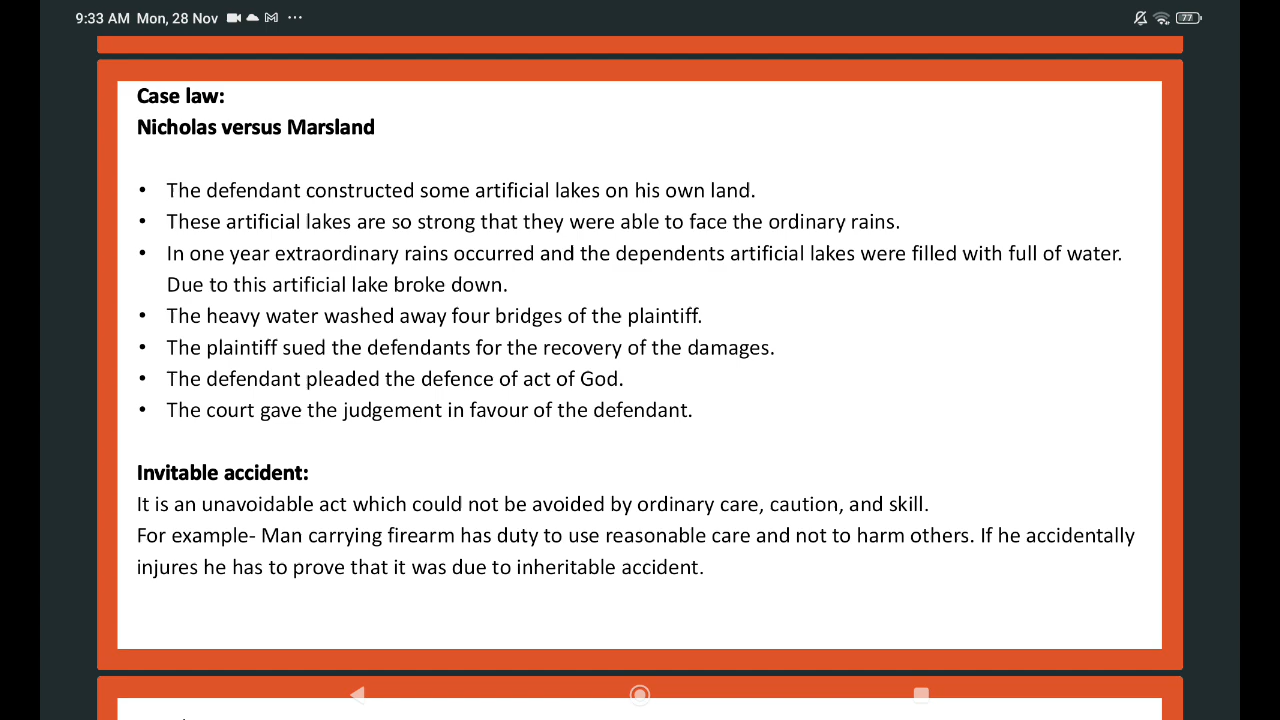 9:33 AM Mon, 28 Nov ... 77
Case law:
Nicholas versus Marsland
• The defendant constructed some artificial lakes on his own land.
• These artificial lakes are so strong that they were able to face the ordinary rains.
• In one year extraordinary rains occurred and the dependents artificial lakes were filled with full of water.
Due to this artificial lake broke down.
• The heavy water washed away four bridges of the plaintiff.
• The plaintiff sued the defendants for the recovery of the damages.
• The defendant pleaded the defence of act of God.
• The court gave the judgement in favour of the defendant.
Invitable accident:
It is an unavoidable act which could not be avoided by ordinary care, caution, and skill.
For example- Man carrying firearm has duty to use reasonable care and not to harm others. If he accidentally
injures he has to prove that it was due to inheritable accident.